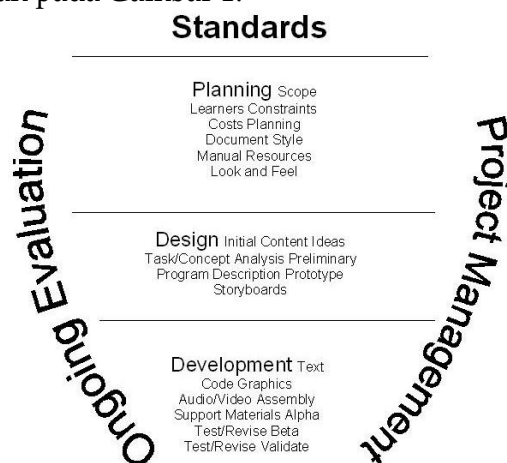 pada Gambar 1.
Standards
Planning Scope
Learners Constraints
Costs Planning
Document Style
Manual Resources
Look and Feel
Ongoing Evaluation
Project Management
Design Initial Content Ideas
Task/Concept Analysis Preliminary
Program Description Prototype
Storyboards
Development Text
Code Graphics
Audio/Video Assembly
Support Materials Alpha
Test/Revise Beta
Test/Revise Validate